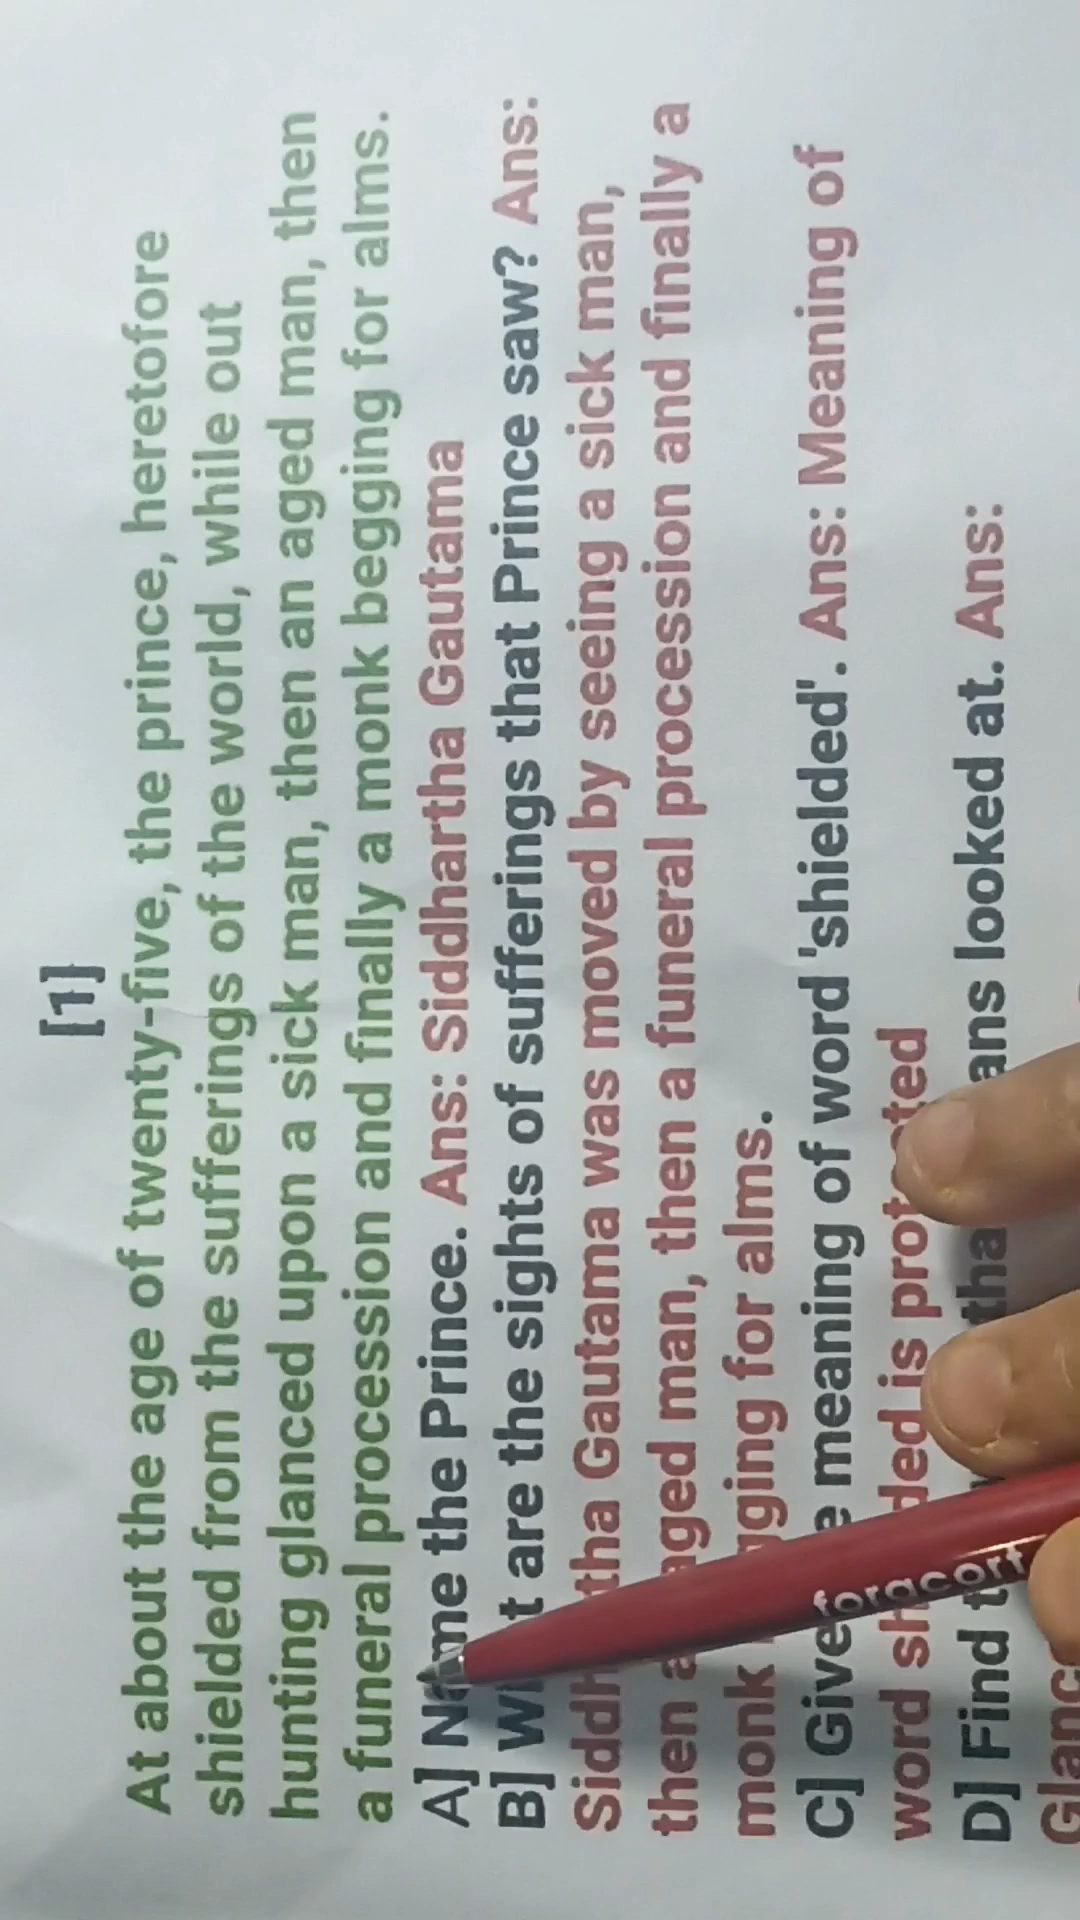 [1]
At about the age of twenty-five, the prince, heretofore
shielded from the sufferings of the world, while out
hunting glanced upon a sick man, then an aged man, then
a funeral procession and finally a monk begging for alms.
A] Name the Prince. Ans: Siddhartha Gautama
B] What are the sights of sufferings that Prince saw? Ans:
Siddhartha Gautama was moved by seeing a sick man,
then an aged man, then a funeral procession and finally a
monk begging for alms.
C] Give meaning of word 'shielded'. Ans: Meaning of
word shielded is protected
D] Find that means looked at. Ans: